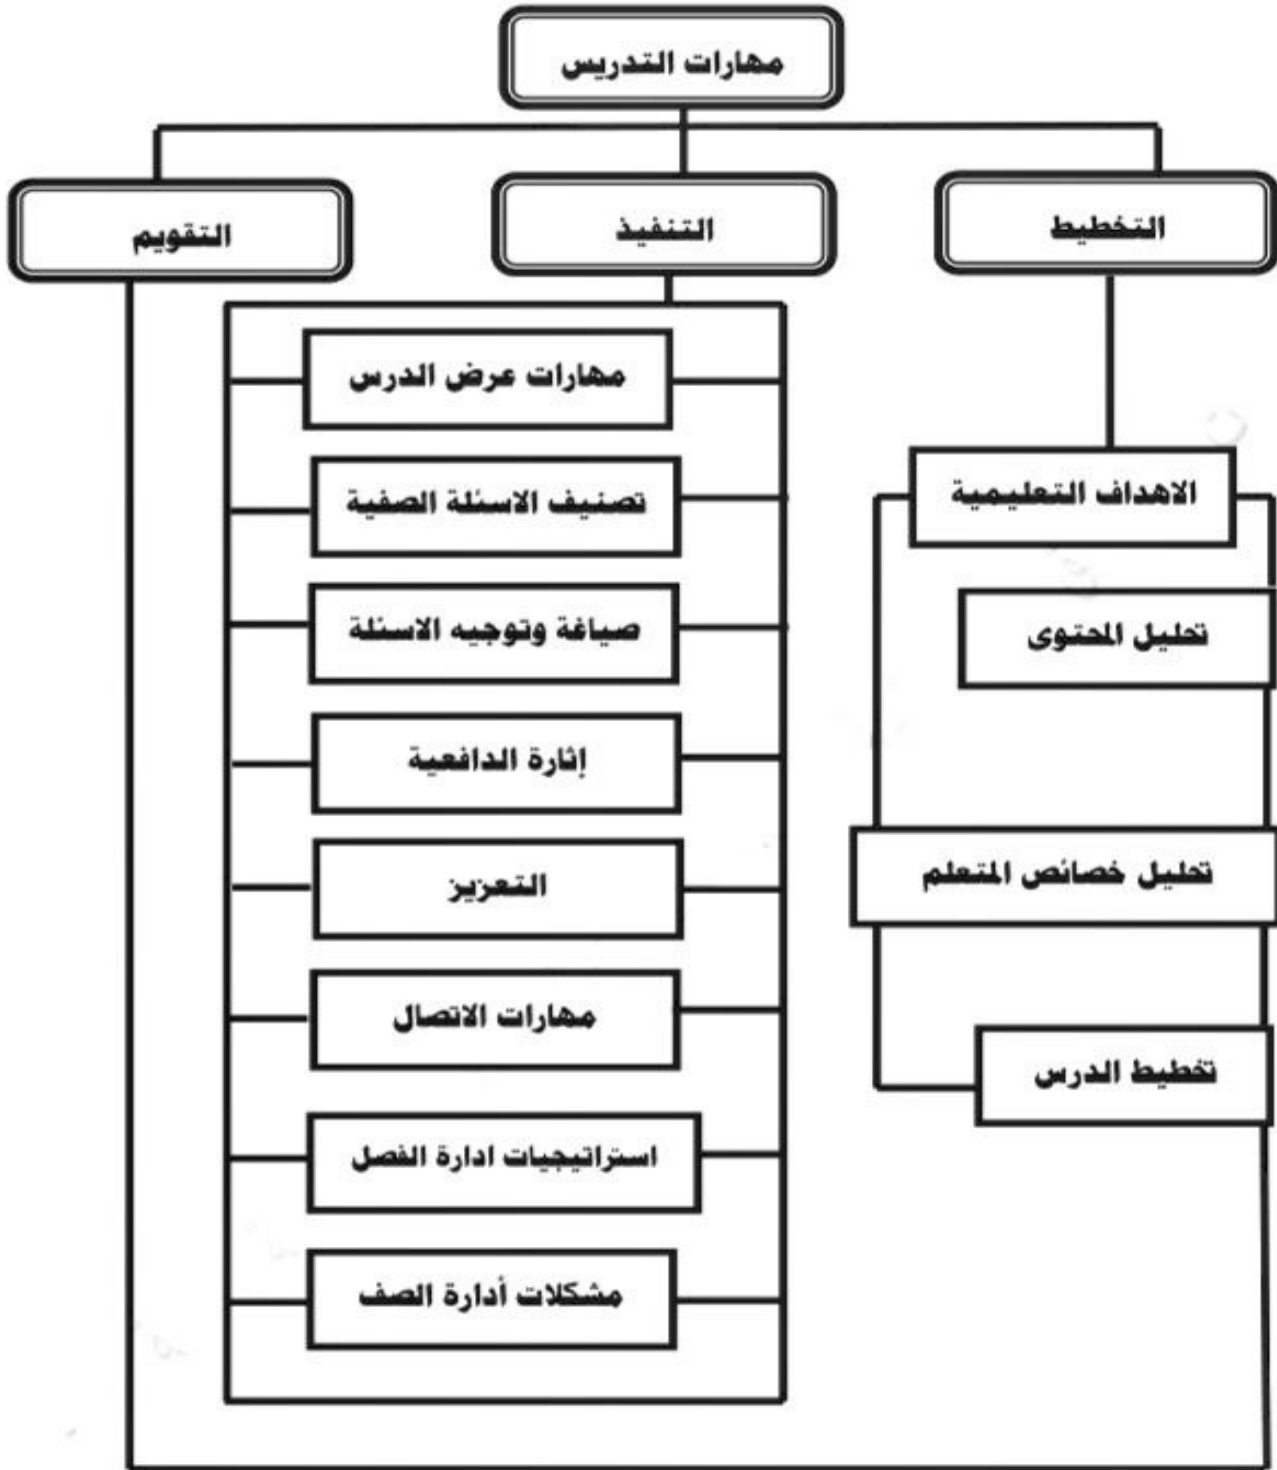 مهارات التدريس
التخطيط
التنفيذ
التقويم
الاهداف التعليمية
تحليل المحتوى
تحليل خصائص المتعلم
تخطيط الدرس
مهارات عرض الدرس
تصنيف الاسئلة الصفية
صياغة وتوجيه الاسئلة
إثارة الدافعية
التعزيز
مهارات الاتصال
استراتيجيات ادارة الفصل
مشكلات أدارة الصف